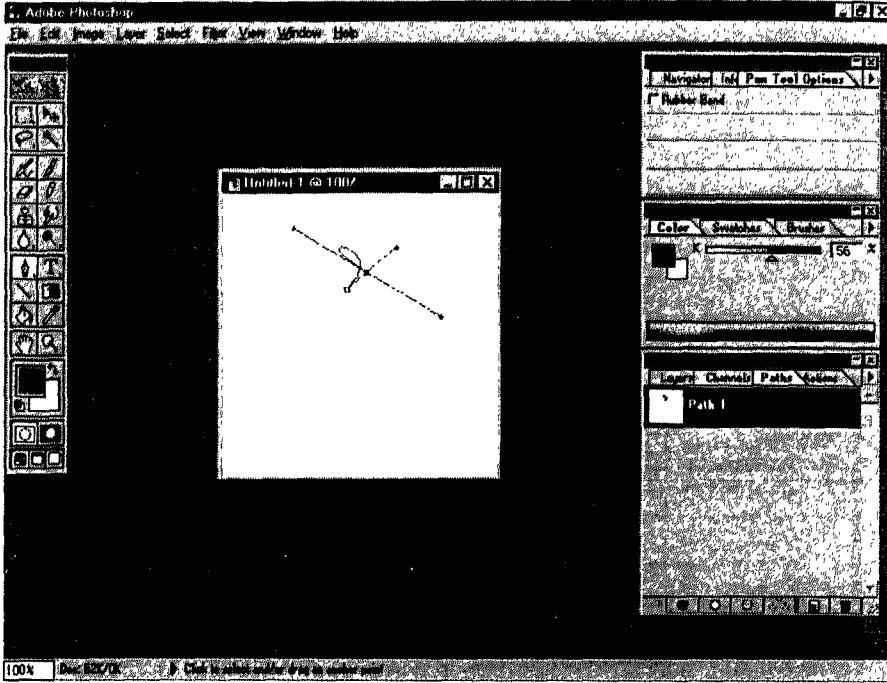 Adobe Photoshop
File Edit Image Layer Select Filter View Window Help
Navigator Info Pen Tool Options
Rubber Band
Untitled-1 @ 100%
Color Swatches Brushes
K 56 %
T
Layers Channels Paths Actions
Path 1
100%